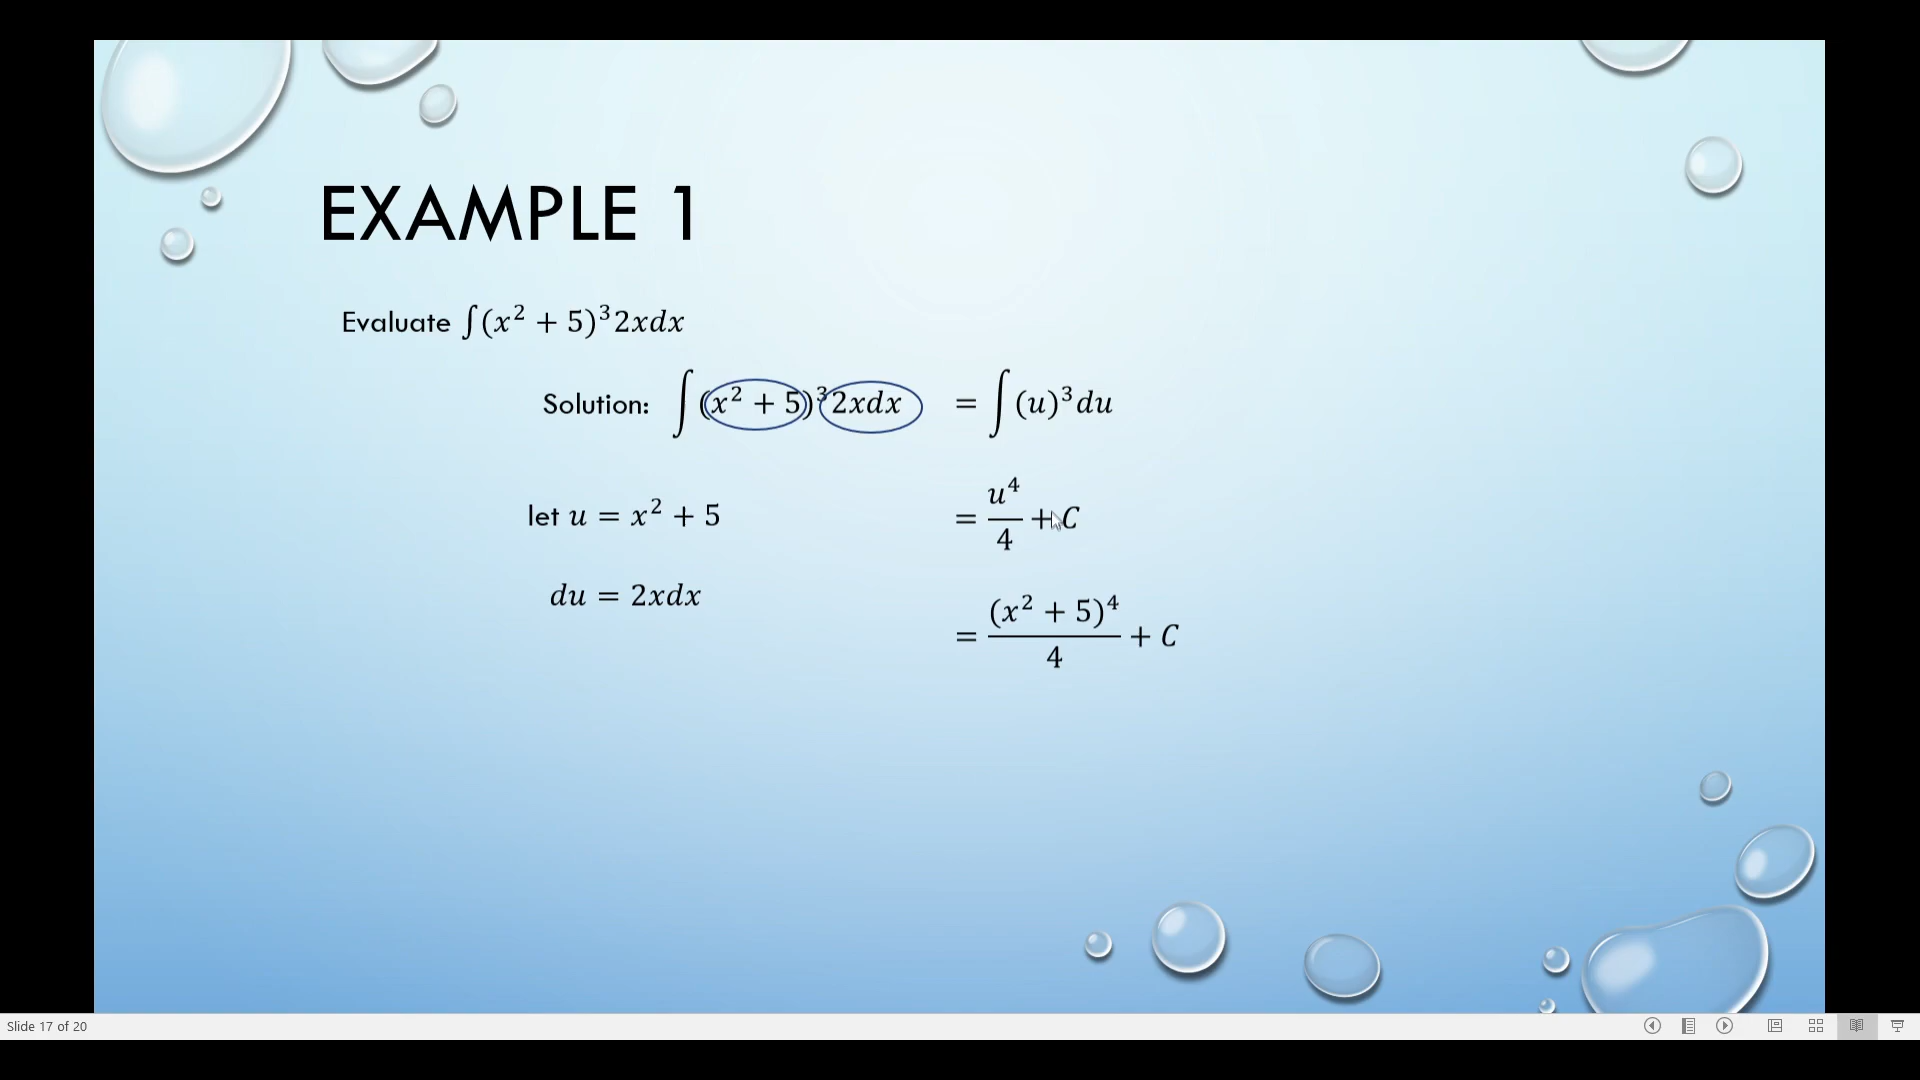 EXAMPLE 1
Evaluate ∫(x² + 5)³2xdx
Solution: ∫(x² + 5)³2xdx = ∫(u)³du
let u = x² + 5
du = 2xdx
= u⁴/4 + C
= (x² + 5)⁴/4 + C
Slide 17 of 20